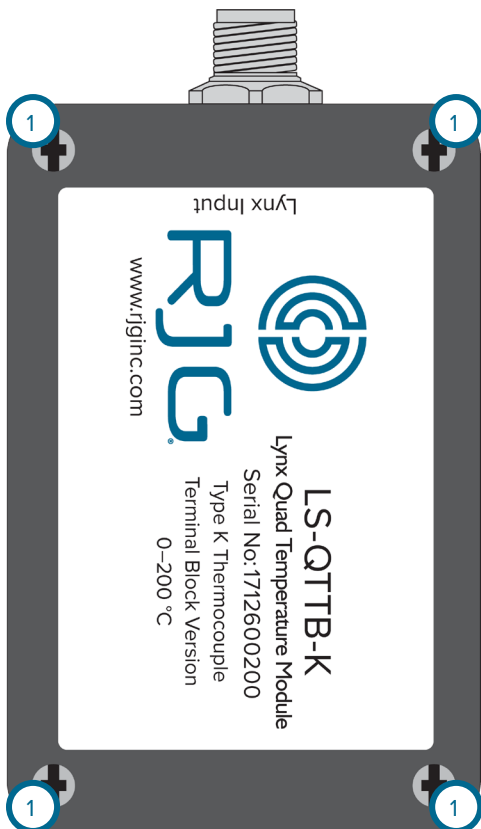 1
1
Lynx Input
RJG®
www.rjginc.com
LS-QTTB-K
Lynx Quad Temperature Module
Serial No:1712600200
Type K Thermocouple
Terminal Block Version
0–200 °C
1
1